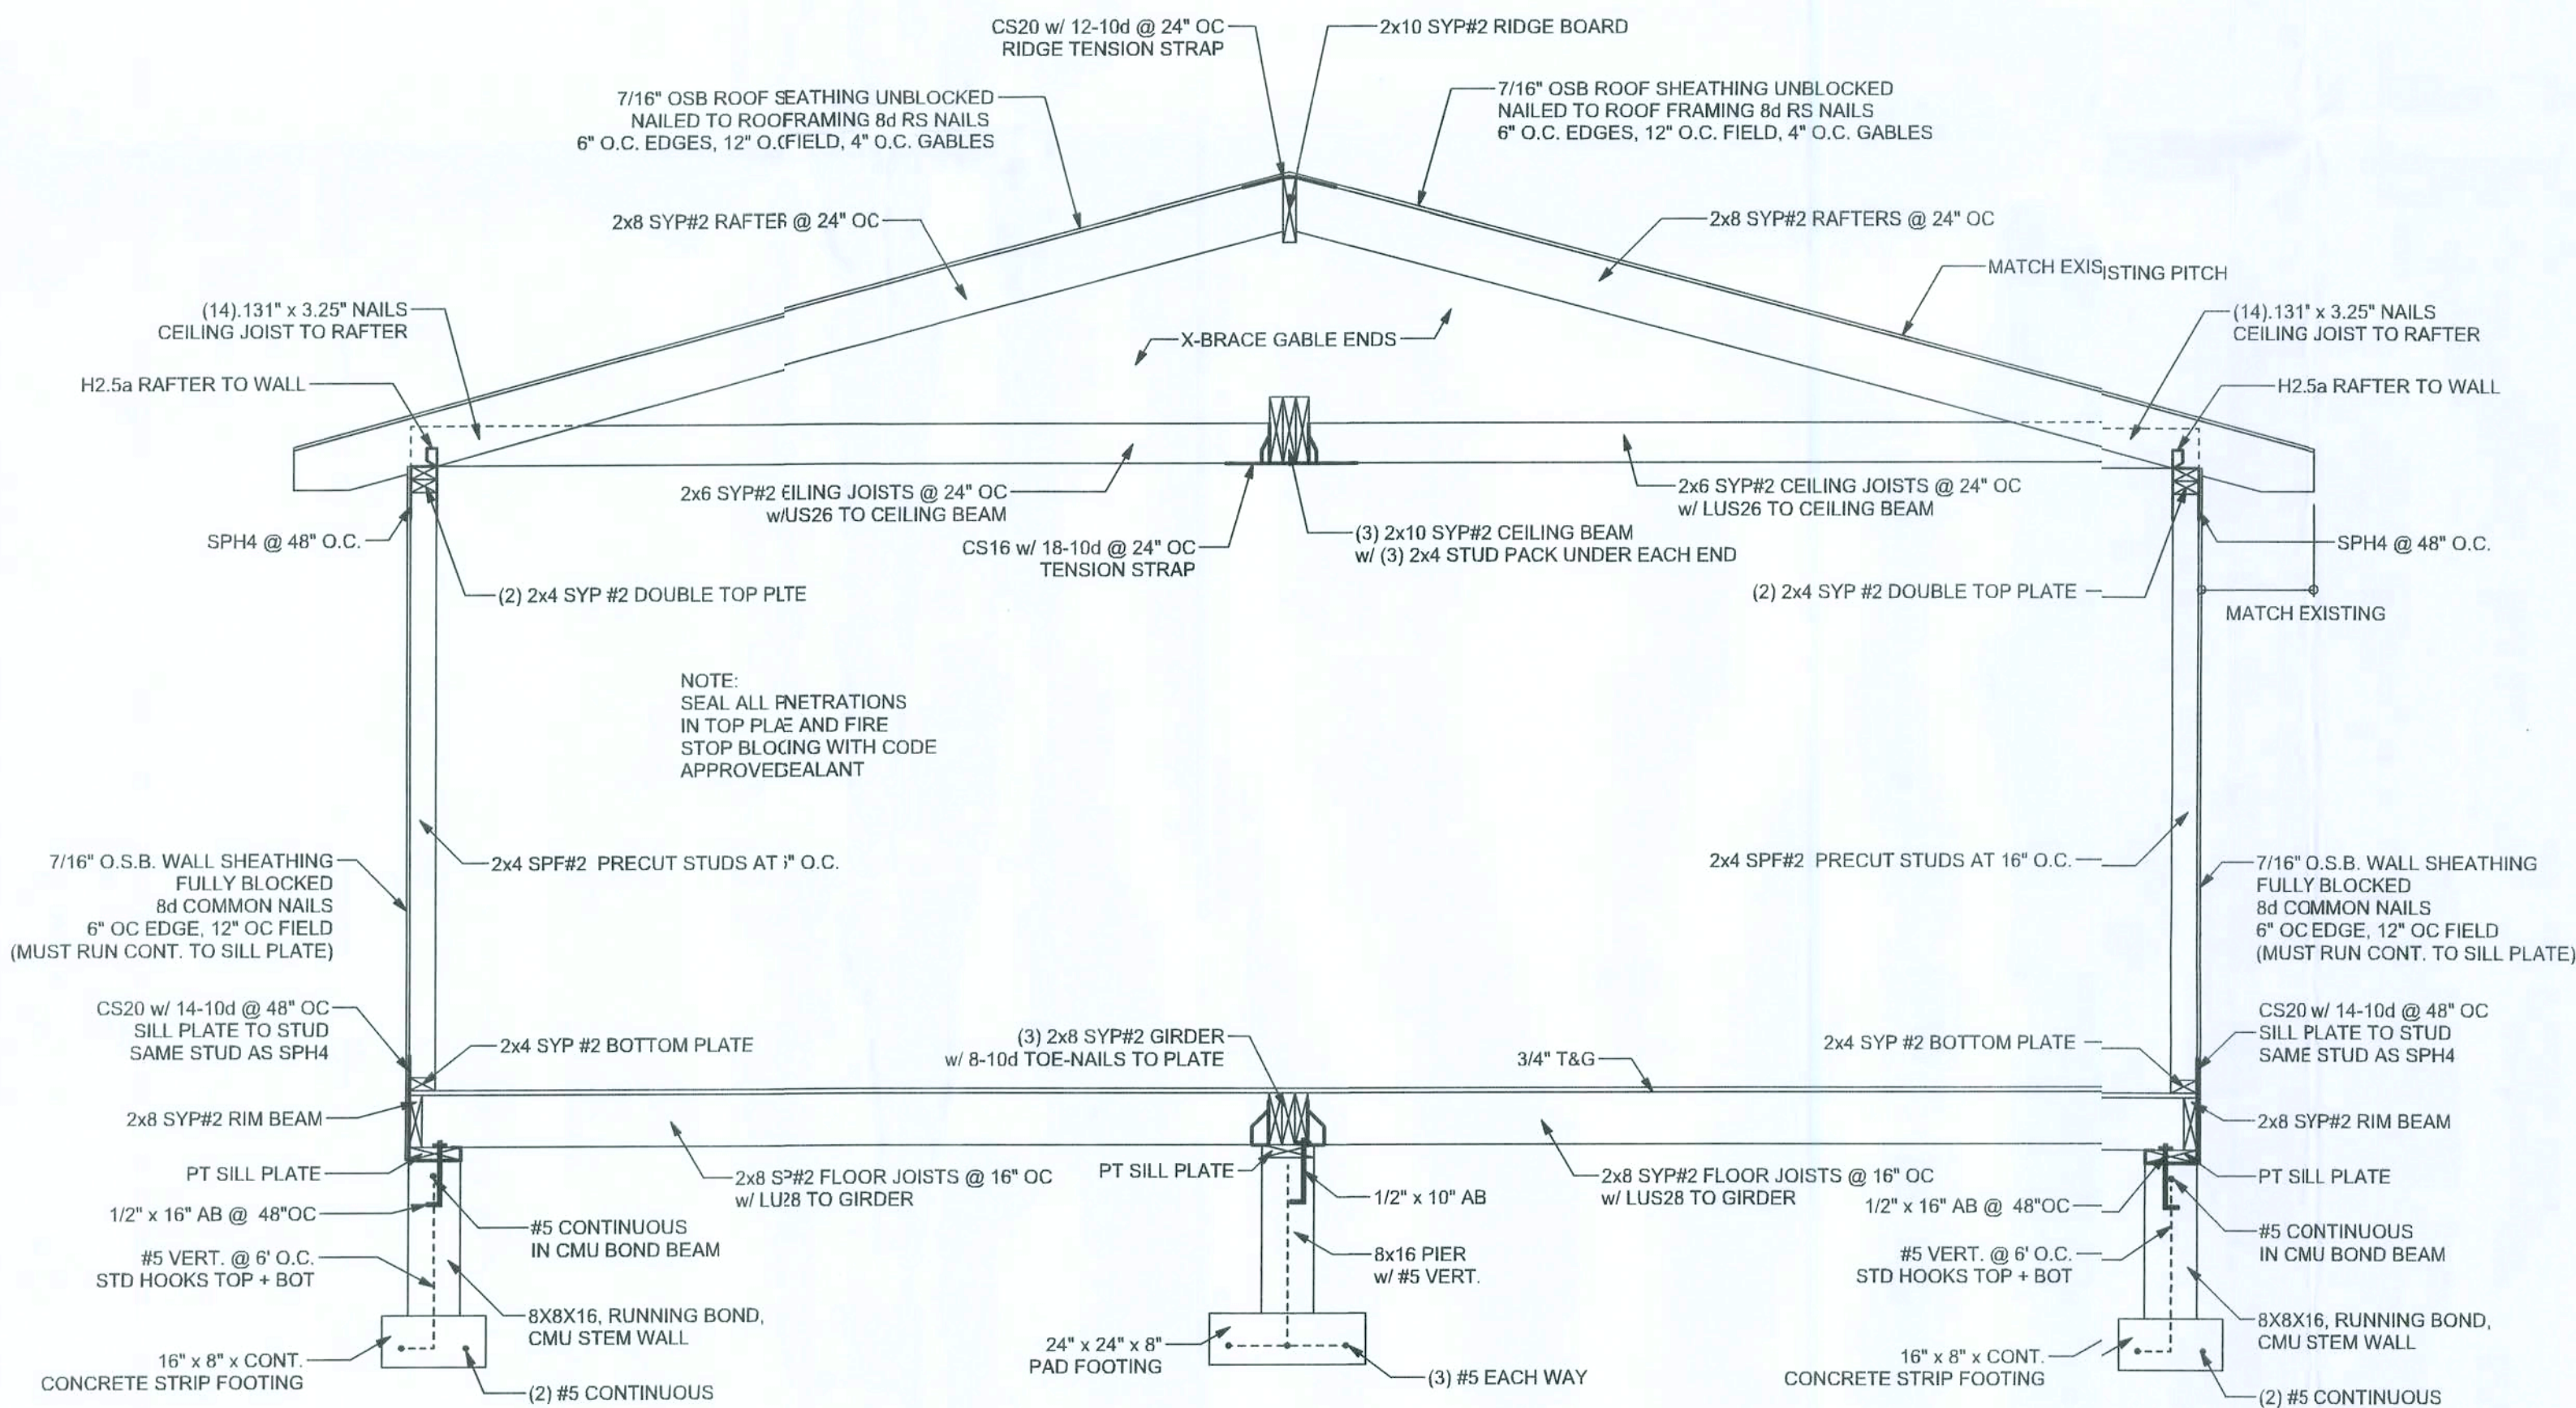 CS20 w/ 12-10d @ 24" OC
RIDGE TENSION STRAP
2x10 SYP#2 RIDGE BOARD
7/16" OSB ROOF SEATHING UNBLOCKED
NAILED TO ROOFRAMING 8d RS NAILS
6" O.C. EDGES, 12" O.C FIELD, 4" O.C. GABLES
7/16" OSB ROOF SHEATHING UNBLOCKED
NAILED TO ROOF FRAMING 8d RS NAILS
6" O.C. EDGES, 12" O.C. FIELD, 4" O.C. GABLES
2x8 SYP#2 RAFTER @ 24" OC
2x8 SYP#2 RAFTERS @ 24" OC
MATCH EXISISTING PITCH
(14).131" x 3.25" NAILS
CEILING JOIST TO RAFTER
(14).131" x 3.25" NAILS
CEILING JOIST TO RAFTER
X-BRACE GABLE ENDS
H2.5a RAFTER TO WALL
H2.5a RAFTER TO WALL
2x6 SYP#2 EILING JOISTS @ 24" OC
w/US26 TO CEILING BEAM
2x6 SYP#2 CEILING JOISTS @ 24" OC
w/ LUS26 TO CEILING BEAM
SPH4 @ 48" O.C.
CS16 w/ 18-10d @ 24" OC
TENSION STRAP
(3) 2x10 SYP#2 CEILING BEAM
w/ (3) 2x4 STUD PACK UNDER EACH END
SPH4 @ 48" O.C.
(2) 2x4 SYP #2 DOUBLE TOP PLTE
(2) 2x4 SYP #2 DOUBLE TOP PLATE
MATCH EXISTING
NOTE:
SEAL ALL PNETRATIONS
IN TOP PLAE AND FIRE
STOP BLOCING WITH CODE
APPROVEDEALANT
7/16" O.S.B. WALL SHEATHING
FULLY BLOCKED
8d COMMON NAILS
6" OC EDGE, 12" OC FIELD
(MUST RUN CONT. TO SILL PLATE)
2x4 SPF#2 PRECUT STUDS AT " O.C.
2x4 SPF#2 PRECUT STUDS AT 16" O.C.
7/16" O.S.B. WALL SHEATHING
FULLY BLOCKED
8d COMMON NAILS
6" OC EDGE, 12" OC FIELD
(MUST RUN CONT. TO SILL PLATE)
CS20 w/ 14-10d @ 48" OC
SILL PLATE TO STUD
SAME STUD AS SPH4
2x4 SYP #2 BOTTOM PLATE
(3) 2x8 SYP#2 GIRDER
w/ 8-10d TOE-NAILS TO PLATE
3/4" T&G
2x4 SYP #2 BOTTOM PLATE
CS20 w/ 14-10d @ 48" OC
SILL PLATE TO STUD
SAME STUD AS SPH4
2x8 SYP#2 RIM BEAM
2x8 SYP#2 RIM BEAM
PT SILL PLATE
2x8 SP#2 FLOOR JOISTS @ 16" OC
w/ LU28 TO GIRDER
PT SILL PLATE
2x8 SYP#2 FLOOR JOISTS @ 16" OC
w/ LUS28 TO GIRDER
PT SILL PLATE
1/2" x 16" AB @ 48"OC
1/2" x 10" AB
1/2" x 16" AB @ 48"OC
#5 CONTINUOUS
IN CMU BOND BEAM
#5 CONTINUOUS
IN CMU BOND BEAM
#5 VERT. @ 6' O.C.
STD HOOKS TOP + BOT
8x16 PIER
w/ #5 VERT.
#5 VERT. @ 6' O.C.
STD HOOKS TOP + BOT
8X8X16, RUNNING BOND,
CMU STEM WALL
8X8X16, RUNNING BOND,
CMU STEM WALL
16" x 8" x CONT.
CONCRETE STRIP FOOTING
(2) #5 CONTINUOUS
24" x 24" x 8"
PAD FOOTING
(3) #5 EACH WAY
16" x 8" x CONT.
CONCRETE STRIP FOOTING
(2) #5 CONTINUOUS